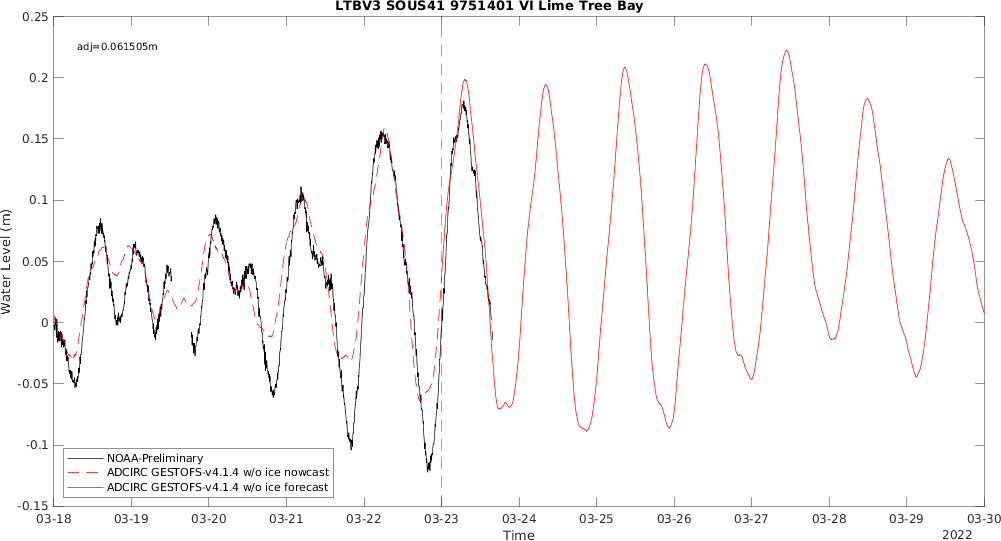 LTBV3 SOUS41 9751401 VI Lime Tree Bay
adj=0.061505m
0.25
0.2
0.15
0.1
0.05
0
-0.05
-0.1
-0.15
Water Level (m)
NOAA-Preliminary
ADCIRC GESTOFS-v4.1.4 w/o ice nowcast
ADCIRC GESTOFS-v4.1.4 w/o ice forecast
03-18 03-19 03-20 03-21 03-22 03-23 03-24 03-25 03-26 03-27 03-28 03-29 03-30
Time
2022